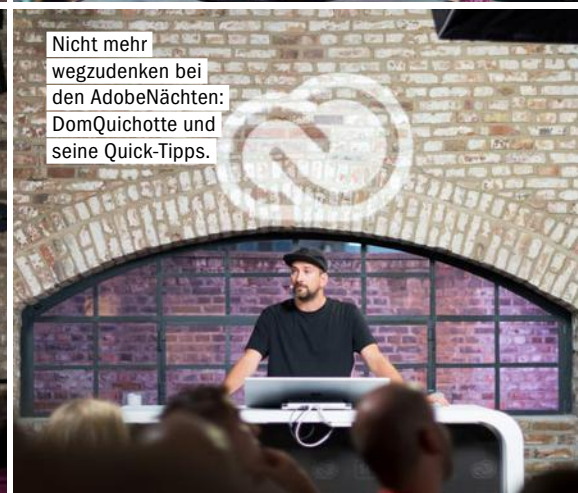 Nicht mehr
wegzudenken bei
den AdobeNächten:
DomQuichotte und
seine Quick-Tipps.